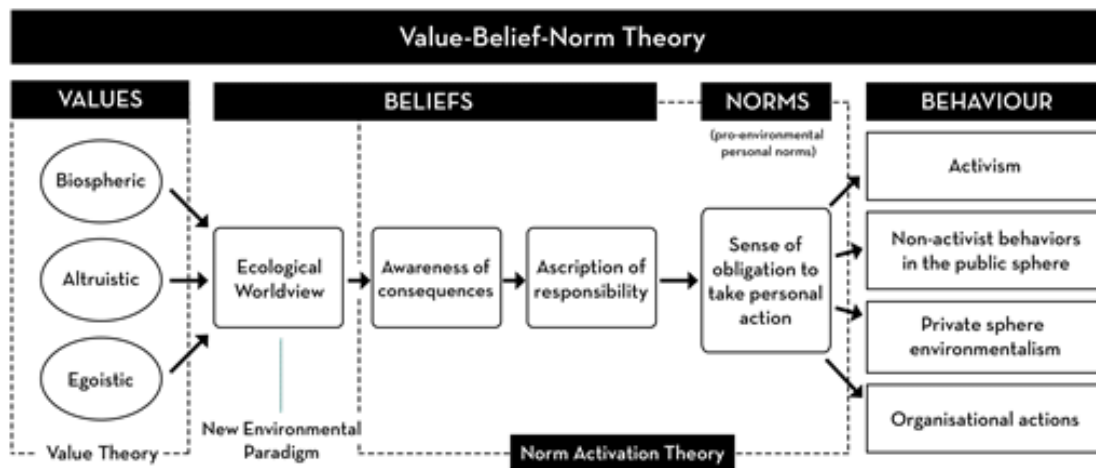 Value-Belief-Norm Theory
VALUES
BELIEFS
NORMS
(pro-environmental
personal norms)
BEHAVIOUR
Biospheric
Altruistic
Egoistic
Value Theory
Ecological
Worldview
New Environmental
Paradigm
Awareness of
consequences
Ascription of
responsibility
Norm Activation Theory
Sense of
obligation to
take personal
action
Activism
Non-activist behaviors
in the public sphere
Private sphere
environmentalism
Organisational actions